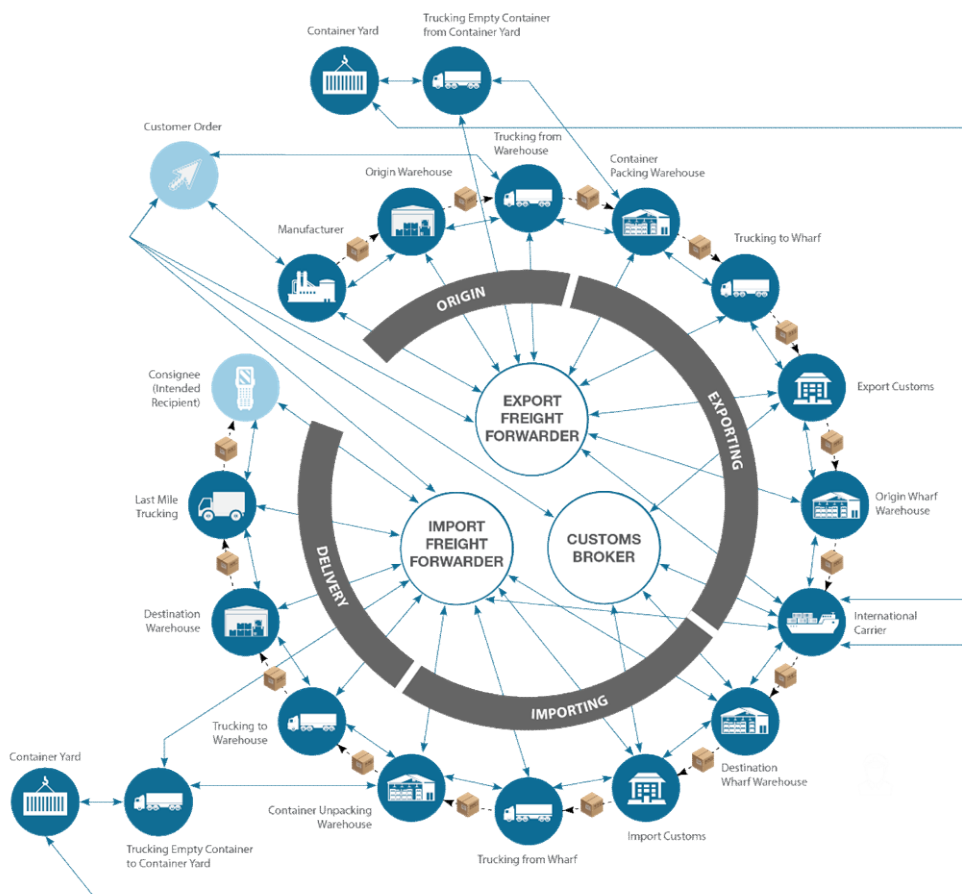 Container Yard
Trucking Empty Container
from Container Yard
Customer Order
Trucking from
Warehouse
Origin Warehouse
Container
Packing Warehouse
Manufacturer
Trucking to Wharf
ORIGIN
Consignee
(Intended
Recipient)
EXPORT
FREIGHT
FORWARDER
EXPORTING
Export Customs
Last Mile
Trucking
IMPORT
FREIGHT
FORWARDER
CUSTOMS
BROKER
Origin Wharf
Warehouse
DELIVERY
Destination
Warehouse
International
Carrier
IMPORTING
Trucking to
Warehouse
Container Yard
Destination
Wharf Warehouse
Container Unpacking
Warehouse
Import Customs
Trucking from Wharf
Trucking Empty Container
to Container Yard